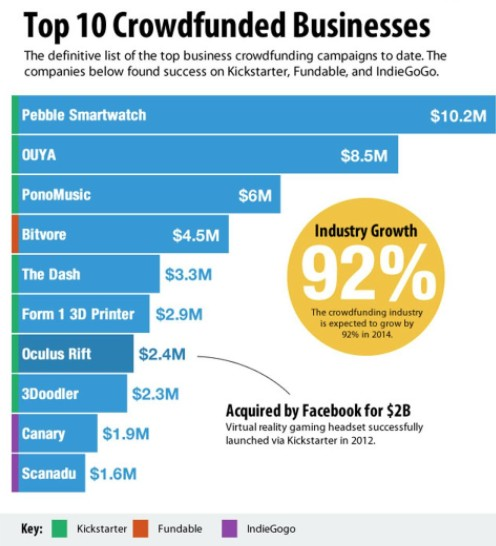 Top 10 Crowdfunded Businesses
The definitive list of the top business crowdfunding campaigns to date. The
companies below found success on Kickstarter, Fundable, and IndieGoGo.
Pebble Smartwatch $10.2M
OUYA $8.5M
PonoMusic $6M
Bitvore $4.5M
The Dash $3.3M
Form 1 3D Printer $2.9M
Oculus Rift $2.4M
3Doodler $2.3M
Canary $1.9M
Scanadu $1.6M
Industry Growth
92%
The crowdfunding industry
is expected to grow by
92% in 2014.
Acquired by Facebook for $2B
Virtual reality gaming headset successfully
launched via Kickstarter in 2012.
Key: Kickstarter Fundable IndieGogo